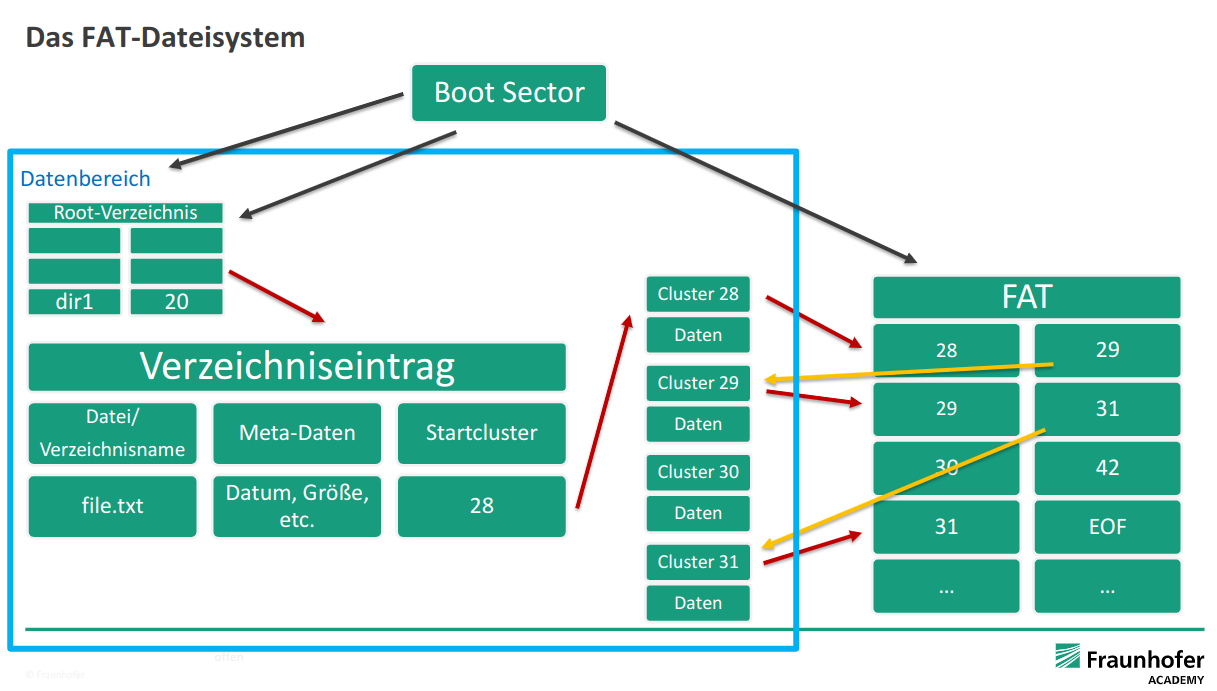 Das FAT-Dateisystem
Boot Sector
Datenbereich
Root-Verzeichnis
dir1 20
Verzeichniseintrag
Datei/
Verzeichnisname
Meta-Daten
Startcluster
file.txt
Datum, Größe,
etc.
28
Cluster 28
Daten
Cluster 29
Daten
Cluster 30
Daten
Cluster 31
Daten
FAT
28 29
29 31
30 42
31 EOF
... ...
offen
© Fraunhofer
Fraunhofer
ACADEMY